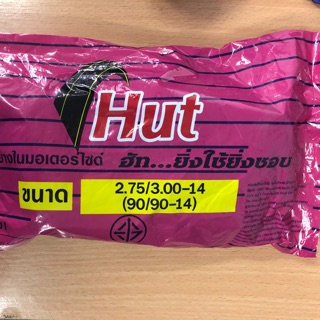 Hut
ยางในมอเตอร์ไซด์ ฮัท...ยิ่งใช้ยิ่งชอบ
ขนาด
2.75/3.00-14
(90/90-14)